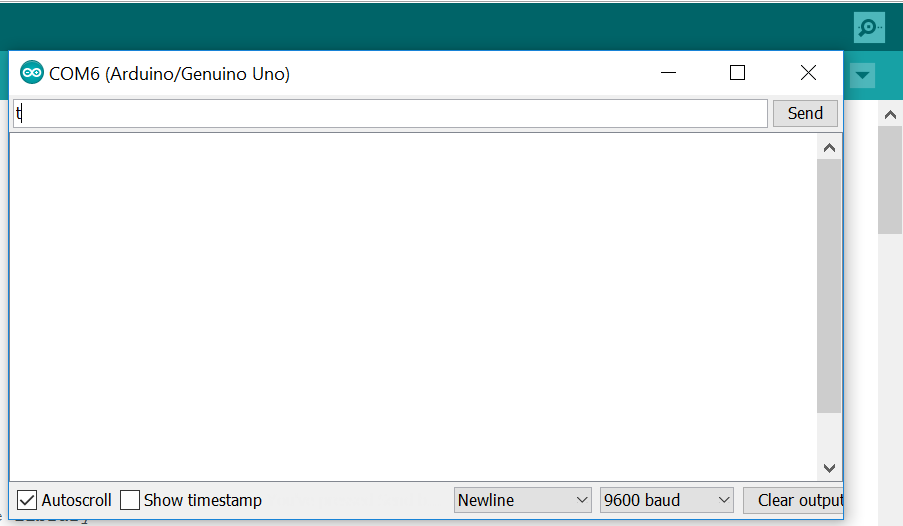 COM6 (Arduino/Genuino Uno)
t
Send
Autoscroll
Show timestamp
Newline
9600 baud
Clear output